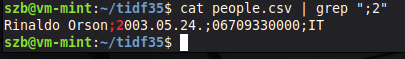 szb@vm-mint:~/tidf35$ cat people.csv | grep ";2"
Rinaldo Orson;2003.05.24.;06709330000;IT
szb@vm-mint:~/tidf35$